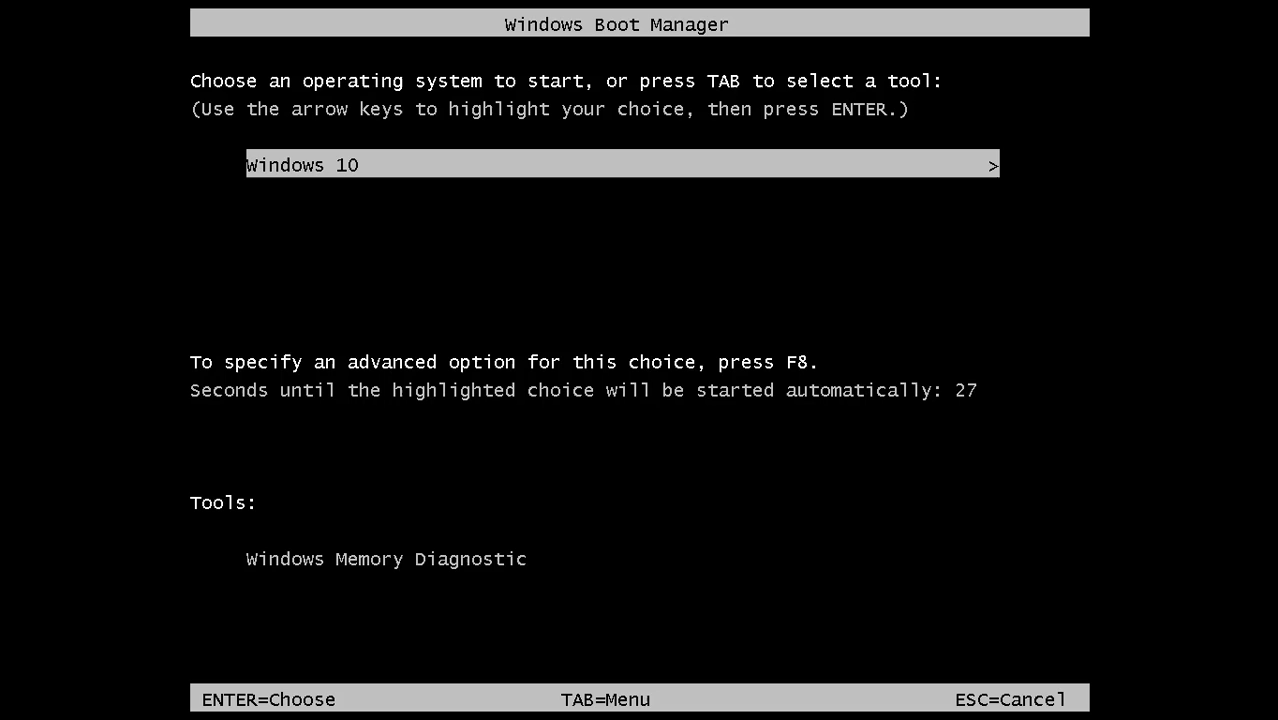 Windows Boot Manager
Choose an operating system to start, or press TAB to select a tool:
(Use the arrow keys to highlight your choice, then press ENTER.)
Windows 10 >
To specify an advanced option for this choice, press F8.
Seconds until the highlighted choice will be started automatically: 27
Tools:
Windows Memory Diagnostic
ENTER=Choose TAB=Menu ESC=Cancel